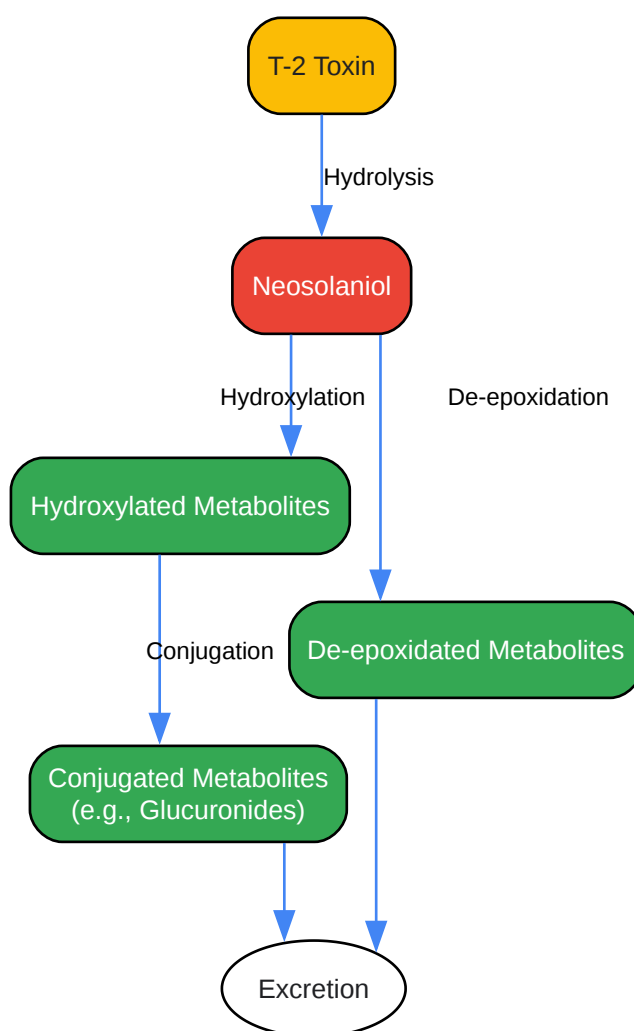 T-2 Toxin
Hydrolysis
Neosolaniol
Hydroxylation
De-epoxidation
Hydroxylated Metabolites
Conjugation
De-epoxidated Metabolites
Conjugated Metabolites
(e.g., Glucuronides)
Excretion